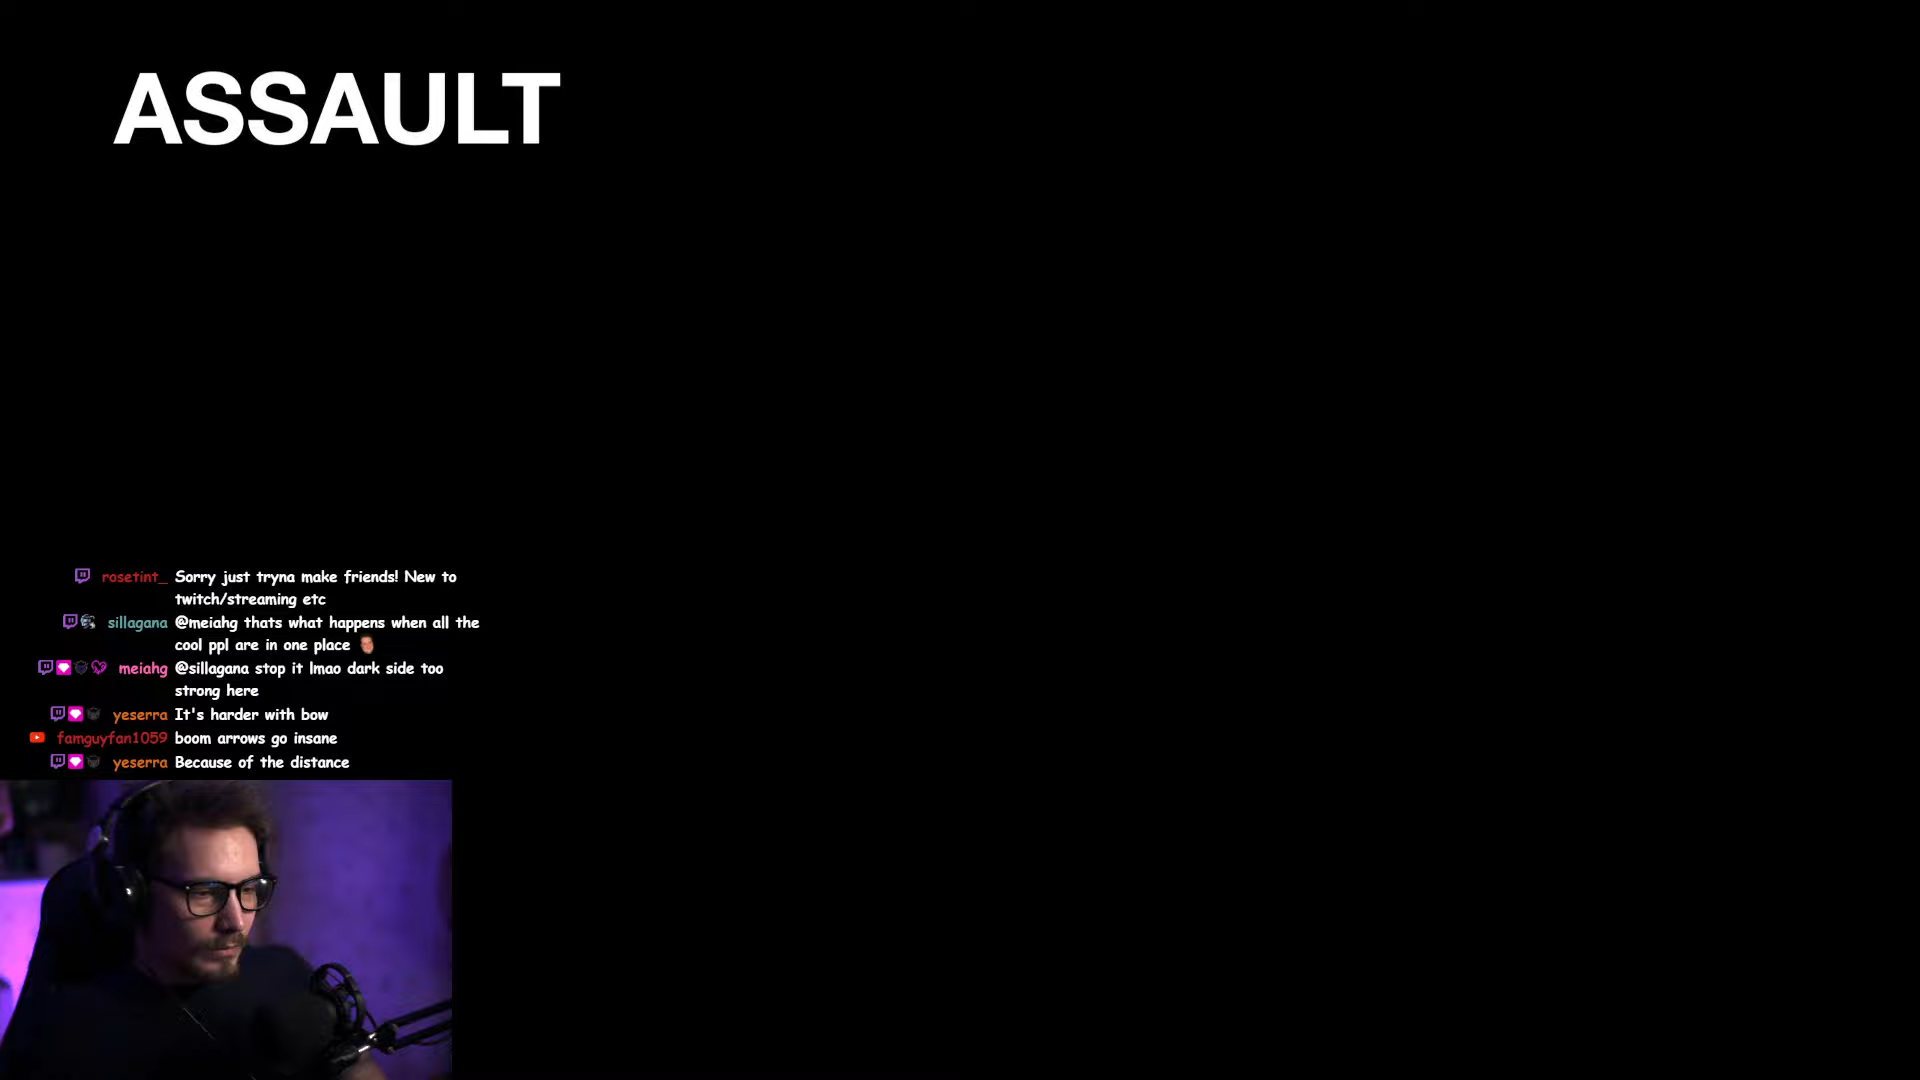 ASSAULT
rosetint_ Sorry just tryna make friends! New to
twitch/streaming etc
sillagana @meiahg thats what happens when all the
cool ppl are in one place
meiahg @sillagana stop it lmao dark side too
strong here
yeserra It's harder with bow
famguyfan1059 boom arrows go insane
yeserra Because of the distance